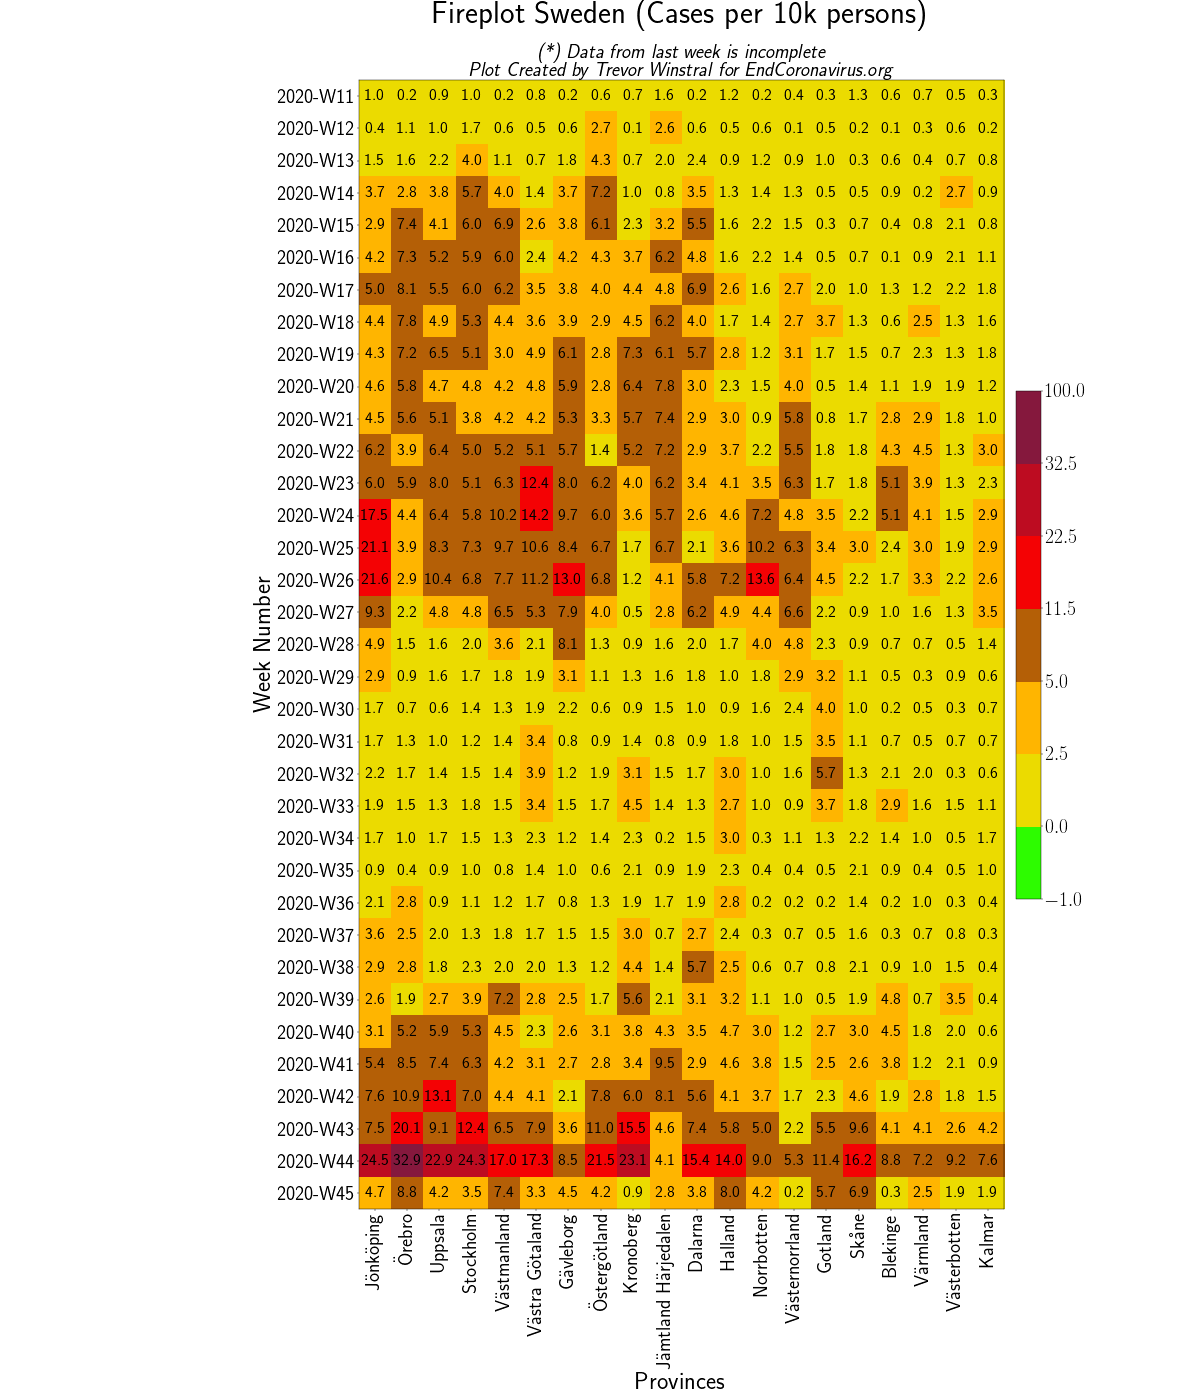 Fireplot Sweden (Cases per 10k persons)
(*) Data from last week is incomplete
Plot Created by Trevor Winstral for EndCoronavirus.org
2020-W11 1.0 0.2 0.9 1.0 0.2 0.8 0.2 0.6 0.7 1.6 0.2 1.2 0.2 0.4 0.3 1.3 0.6 0.7 0.5 0.3
2020-W12 0.4 1.1 1.0 1.7 0.6 0.5 0.6 2.7 0.1 2.6 0.6 0.5 0.6 0.1 0.5 0.2 0.1 0.3 0.6 0.2
2020-W13 1.5 1.6 2.2 4.0 1.1 0.7 1.8 4.3 0.7 2.0 2.4 0.9 1.2 0.9 1.0 0.3 0.6 0.4 0.7 0.8
2020-W14 3.7 2.8 3.8 5.7 4.0 1.4 3.7 7.2 1.0 0.8 3.5 1.3 1.4 1.3 0.5 0.5 0.9 0.2 2.7 0.9
2020-W15 2.9 7.4 4.1 6.0 6.9 2.6 3.8 6.1 2.3 3.2 5.5 1.6 2.2 1.5 0.3 0.7 0.4 0.8 2.1 0.8
2020-W16 4.2 7.3 5.2 5.9 6.0 2.4 4.2 4.3 3.7 6.2 4.8 1.6 2.2 1.4 0.5 0.7 0.1 0.9 2.1 1.1
2020-W17 5.0 8.1 5.5 6.0 6.2 3.5 3.8 4.0 4.4 4.8 6.9 2.6 1.6 2.7 2.0 1.0 1.3 1.2 2.2 1.8
2020-W18 4.4 7.8 4.9 5.3 4.4 3.6 3.9 2.9 4.5 6.2 4.0 1.7 1.4 2.7 3.7 1.3 0.6 2.5 1.3 1.6
2020-W19 4.3 7.2 6.5 5.1 3.0 4.9 6.1 2.8 7.3 6.1 5.7 2.8 1.2 3.1 1.7 1.5 0.7 2.3 1.3 1.8
2020-W20 4.6 5.8 4.7 4.8 4.2 4.8 5.9 2.8 6.4 7.8 3.0 2.3 1.5 4.0 0.5 1.4 1.1 1.9 1.9 1.2
2020-W21 4.5 5.6 5.1 3.8 4.2 4.2 5.3 3.3 5.7 7.4 2.9 3.0 0.9 5.8 0.8 1.7 2.8 2.9 1.8 1.0
2020-W22 6.2 3.9 6.4 5.0 5.2 5.1 5.7 1.4 5.2 7.2 2.9 3.7 2.2 5.5 1.8 1.8 4.3 4.5 1.3 3.0
2020-W23 6.0 5.9 8.0 5.1 6.3 12.4 8.0 6.2 4.0 6.2 3.4 4.1 3.5 6.3 1.7 1.8 5.1 3.9 1.3 2.3
2020-W24 17.5 4.4 6.4 5.8 10.2 14.2 9.7 6.0 3.6 5.7 2.6 4.6 7.2 4.8 3.5 2.2 5.1 4.1 1.5 2.9
2020-W25 21.1 3.9 8.3 7.3 9.7 10.6 8.4 6.7 1.7 6.7 2.1 3.6 10.2 6.3 3.4 3.0 2.4 3.0 1.9 2.9
2020-W26 21.6 2.9 10.4 6.8 7.7 11.2 13.0 6.8 1.2 4.1 5.8 7.2 13.6 6.4 4.5 2.2 1.7 3.3 2.2 2.6
2020-W27 9.3 2.2 4.8 4.8 6.5 5.3 7.9 4.0 0.5 2.8 6.2 4.9 4.4 6.6 2.2 0.9 1.0 1.6 1.3 3.5
2020-W28 4.9 1.5 1.6 2.0 3.6 2.1 8.1 1.3 0.9 1.6 2.0 1.7 4.0 4.8 2.3 0.9 0.7 0.7 0.5 1.4
2020-W29 2.9 0.9 1.6 1.7 1.8 1.9 3.1 1.1 1.3 1.6 1.8 1.0 1.8 2.9 3.2 1.1 0.5 0.3 0.9 0.6
2020-W30 1.7 0.7 0.6 1.4 1.3 1.9 2.2 0.6 0.9 1.5 1.0 0.9 1.6 2.4 4.0 1.0 0.2 0.5 0.3 0.7
2020-W31 1.7 1.3 1.0 1.2 1.4 3.4 0.8 0.9 1.4 0.8 0.9 1.8 1.0 1.5 3.5 1.1 0.7 0.5 0.7 0.7
2020-W32 2.2 1.7 1.4 1.5 1.4 3.9 1.2 1.9 3.1 1.5 1.7 3.0 1.0 1.6 5.7 1.3 2.1 2.0 0.3 0.6
2020-W33 1.9 1.5 1.3 1.8 1.5 3.4 1.5 1.7 4.5 1.4 1.3 2.7 1.0 0.9 3.7 1.8 2.9 1.6 1.5 1.1
2020-W34 1.7 1.0 1.7 1.5 1.3 2.3 1.2 1.4 2.3 0.2 1.5 3.0 0.3 1.1 1.3 2.2 1.4 1.0 0.5 1.7
2020-W35 0.9 0.4 0.9 1.0 0.8 1.4 1.0 0.6 2.1 0.9 1.9 2.3 0.4 0.4 0.5 2.1 0.9 0.4 0.5 1.0
2020-W36 2.1 2.8 0.9 1.1 1.2 1.7 0.8 1.3 1.9 1.7 1.9 2.8 0.2 0.2 0.2 1.4 0.2 1.0 0.3 0.4
2020-W37 3.6 2.5 2.0 1.3 1.8 1.7 1.5 1.5 3.0 0.7 2.7 2.4 0.3 0.7 0.5 1.6 0.3 0.7 0.8 0.3
2020-W38 2.9 2.8 1.8 2.3 2.0 2.0 1.3 1.2 4.4 1.4 5.7 2.5 0.6 0.7 0.8 2.1 0.9 1.0 1.5 0.4
2020-W39 2.6 1.9 2.7 3.9 7.2 2.8 2.5 1.7 5.6 2.1 3.1 3.2 1.1 1.0 0.5 1.9 4.8 0.7 3.5 0.4
2020-W40 3.1 5.2 5.9 5.3 4.5 2.3 2.6 3.1 3.8 4.3 3.5 4.7 3.0 1.2 2.7 3.0 4.5 1.8 2.0 0.6
2020-W41 5.4 8.5 7.4 6.3 4.2 3.1 2.7 2.8 3.4 9.5 2.9 4.6 3.8 1.5 2.5 2.6 3.8 1.2 2.1 0.9
2020-W42 7.6 10.9 13.1 7.0 4.4 4.1 2.1 7.8 6.0 8.1 5.6 4.1 3.7 1.7 2.3 4.6 1.9 2.8 1.8 1.5
2020-W43 7.5 20.1 9.1 12.4 6.5 7.9 3.6 11.0 15.5 4.6 7.4 5.8 5.0 2.2 5.5 9.6 4.1 4.1 2.6 4.2
2020-W44 24.5 32.9 22.9 24.3 17.0 17.3 8.5 21.5 23.1 4.1 15.4 14.0 9.0 5.3 11.4 16.2 8.8 7.2 9.2 7.6
2020-W45 4.7 8.8 4.2 3.5 7.4 3.3 4.5 4.2 0.9 2.8 3.8 8.0 4.2 0.2 5.7 6.9 0.3 2.5 1.9 1.9
Week Number
Jönköping
Örebro
Uppsala
Stockholm
Västmanland
Västra Götaland
Gävleborg
Östergötland
Kronoberg
Jämtland Härjedalen
Dalarna
Halland
Norrbotten
Västernorrland
Gotland
Skåne
Blekinge
Värmland
Västerbotten
Kalmar
Provinces
100.0
32.5
22.5
11.5
5.0
2.5
0.0
−1.0